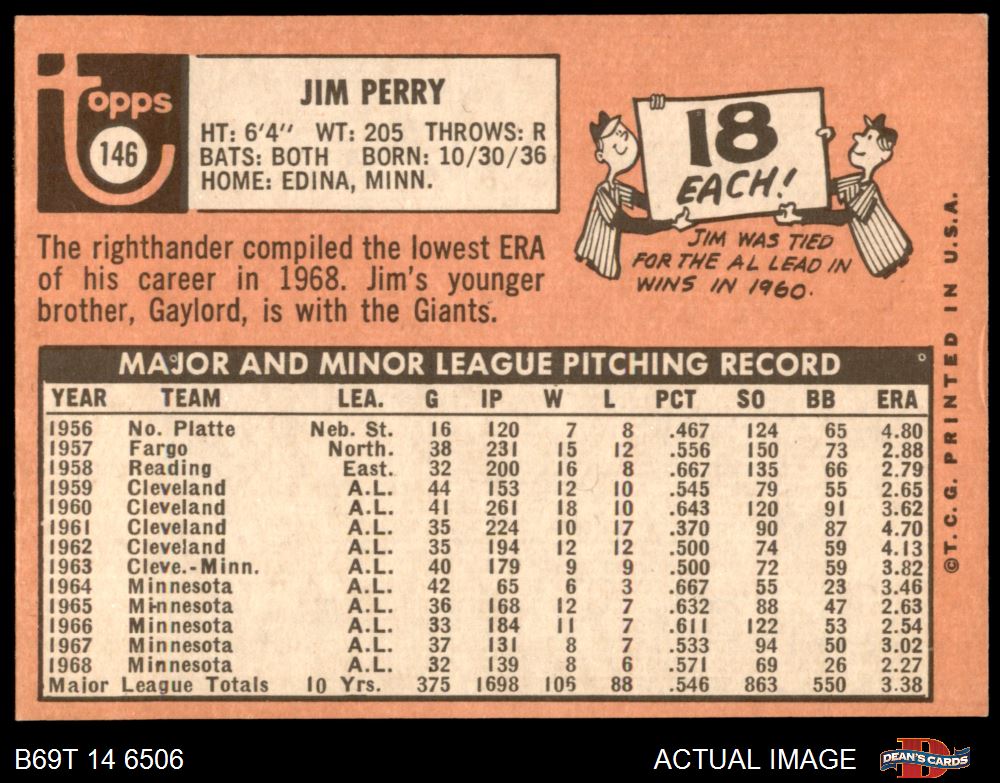 Topps
146
JIM PERRY
HT: 6'4" WT: 205 THROWS: R
BATS: BOTH BORN: 10/30/36
HOME: EDINA, MINN.
18
EACH!
JIM WAS TIED
FOR THE AL LEAD IN
WINS IN 1960.
The righthander compiled the lowest ERA
of his career in 1968. Jim's younger
brother, Gaylord, is with the Giants.
MAJOR AND MINOR LEAGUE PITCHING RECORD
YEAR TEAM LEA. G IP W L PCT SO BB ERA
1956 No. Platte Neb. St. 16 120 7 8 .467 124 65 4.80
1957 Fargo North. 38 231 15 12 .556 150 73 2.88
1958 Reading East. 32 200 16 8 .667 135 66 2.79
1959 Cleveland A.L. 44 153 12 10 .545 79 55 2.65
1960 Cleveland A.L. 41 261 18 10 .643 120 91 3.62
1961 Cleveland A.L. 35 224 10 17 .370 90 87 4.70
1962 Cleveland A.L. 35 194 12 12 .500 74 59 4.13
1963 Cleve.-Minn. A.L. 40 179 9 9 .500 72 59 3.82
1964 Minnesota A.L. 42 65 6 3 .667 55 23 3.46
1965 Minnesota A.L. 36 168 12 7 .632 88 47 2.63
1966 Minnesota A.L. 33 184 11 7 .611 122 53 2.54
1967 Minnesota A.L. 37 131 8 7 .533 94 50 3.02
1968 Minnesota A.L. 32 139 8 6 .571 69 26 2.27
Major League Totals 10 Yrs. 375 1698 106 88 .546 863 550 3.38
© T. C. G. PRINTED IN U.S.A.
B69T 14 6506
ACTUAL IMAGE
DEAN'S CARDS